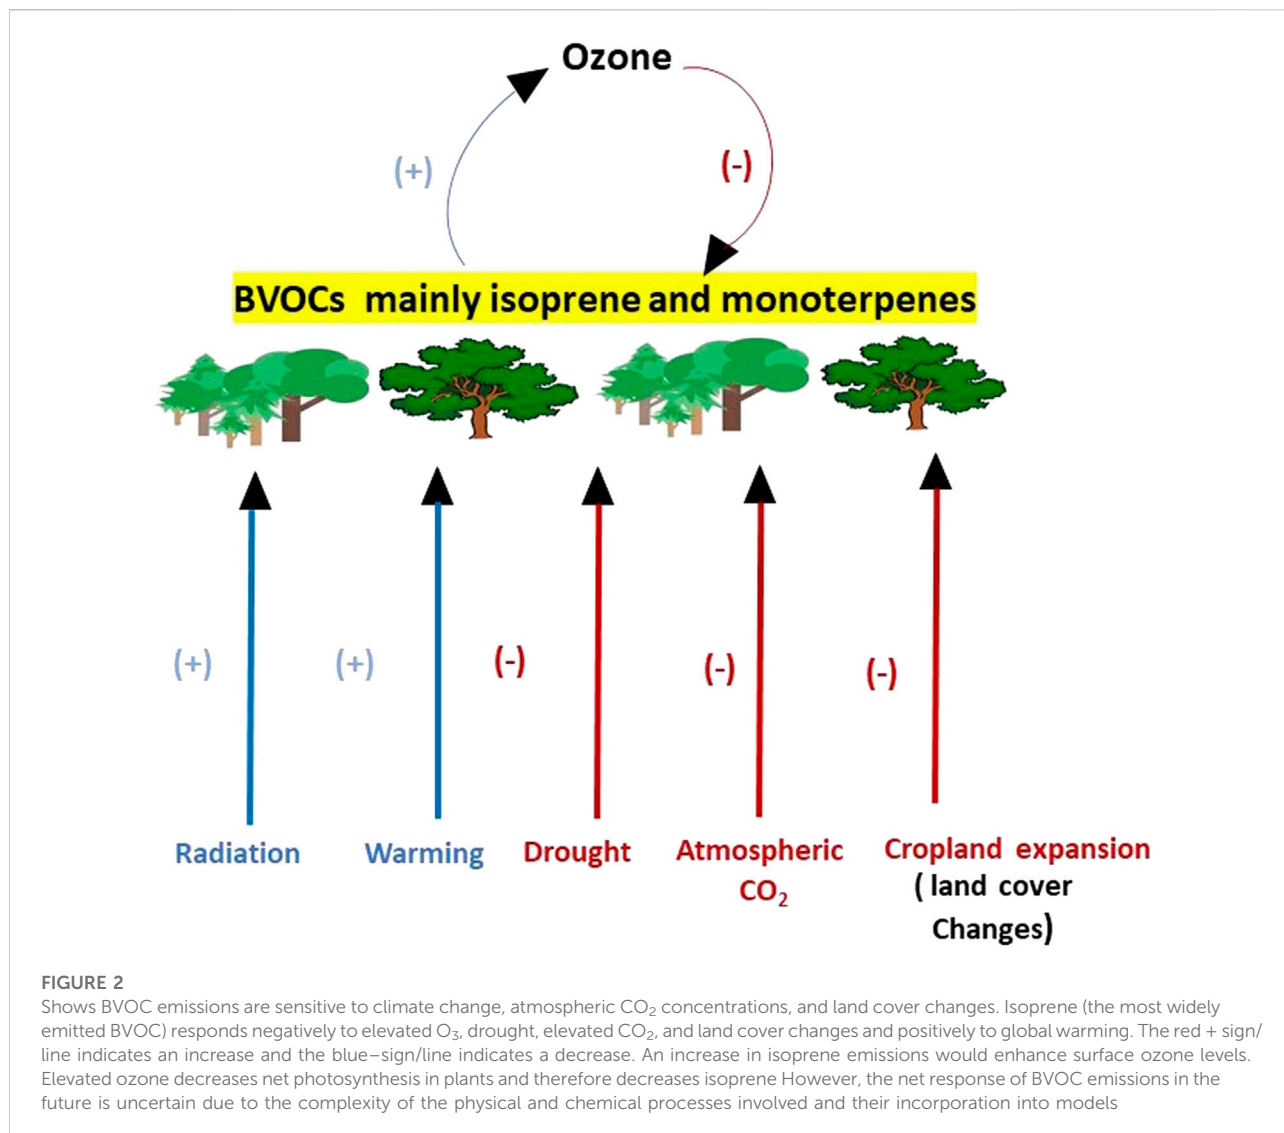 Ozone
(+)
(-)
BVOCs mainly isoprene and monoterpenes
(+)
(+)
(-)
(-)
(-)
Radiation
Warming
Drought
Atmospheric
CO₂
Cropland expansion
( land cover
Changes)
FIGURE 2
Shows BVOC emissions are sensitive to climate change, atmospheric CO₂ concentrations, and land cover changes. Isoprene (the most widely
emitted BVOC) responds negatively to elevated O₃, drought, elevated CO₂, and land cover changes and positively to global warming. The red + sign/
line indicates an increase and the blue−sign/line indicates a decrease. An increase in isoprene emissions would enhance surface ozone levels.
Elevated ozone decreases net photosynthesis in plants and therefore decreases isoprene However, the net response of BVOC emissions in the
future is uncertain due to the complexity of the physical and chemical processes involved and their incorporation into models